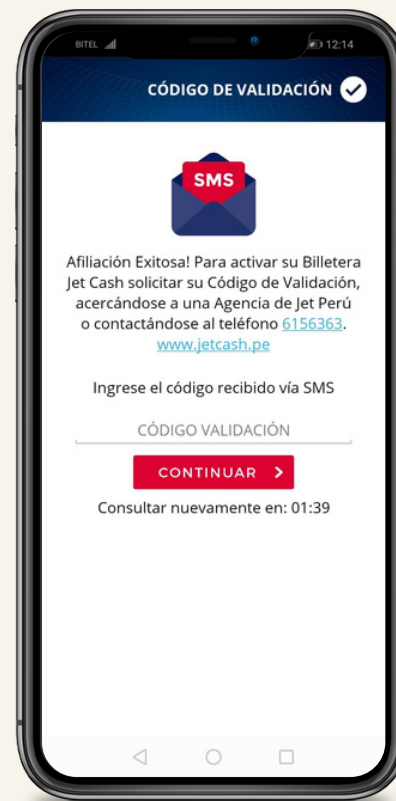 BITEL
12:14
CÓDIGO DE VALIDACIÓN
SMS
Afiliación Exitosa! Para activar su Billetera
Jet Cash solicitar su Código de Validación,
acercándose a una Agencia de Jet Perú
o contactándose al teléfono 6156363.
www.jetcash.pe
Ingrese el código recibido vía SMS
CÓDIGO VALIDACIÓN
CONTINUAR
Consultar nuevamente en: 01:39